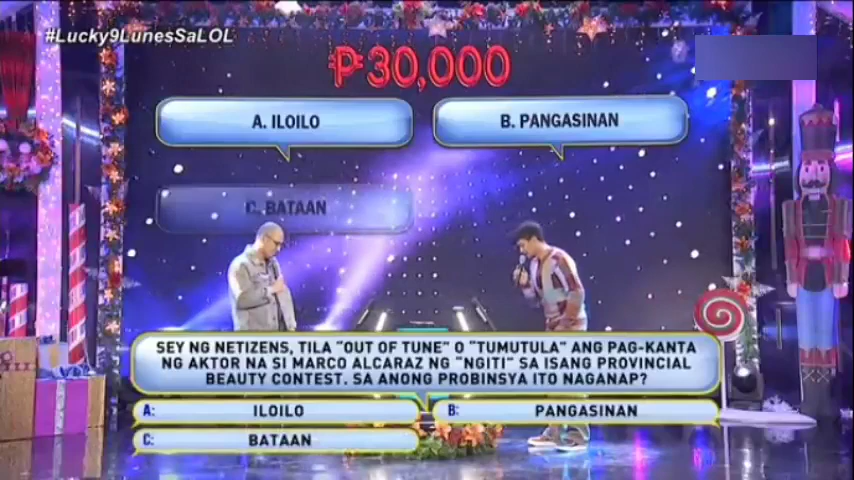 #Lucky9LunesSaLOL
₱30,000
A. ILOILO
B. PANGASINAN
C. BATAAN
SEY NG NETIZENS, TILA "OUT OF TUNE" O "TUMUTULA" ANG PAG-KANTA
NG AKTOR NA SI MARCO ALCARAZ NG "NGITI" SA ISANG PROVINCIAL
BEAUTY CONTEST. SA ANONG PROBINSYA ITO NAGANAP?
A: ILOILO
B: PANGASINAN
C: BATAAN